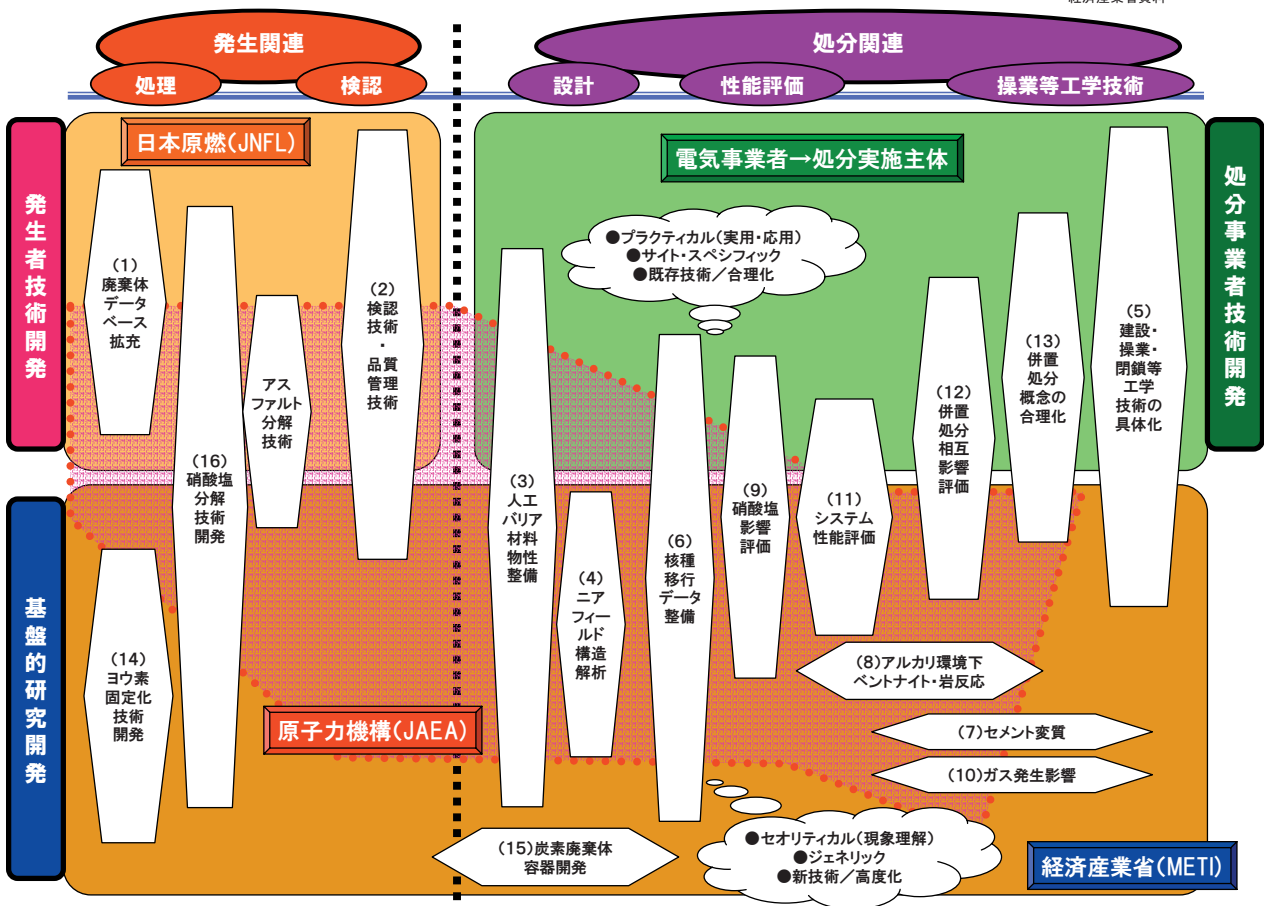 経済産業省資料
発生関連
処分関連
処理
検認
設計
性能評価
操業等工学技術
発生者技術開発
日本原燃(JNFL)
電気事業者→処分実施主体
処分事業者技術開発
●プラクティカル(実用・応用)
●サイト・スペシフィック
●既存技術/合理化
(1)
廃棄体
データ
ベース
拡充
(16)
硝酸塩
分解
技術
開発
アス
ファルト
分解
技術
(2)
検認
技術
・
品質
管理
技術
(3)
人工
バリア
材料
物性
整備
(4)
ニア
フィー
ルド
構造
解析
(6)
核種
移行
データ
整備
(9)
硝酸塩
影響
評価
(11)
システム
性能評価
(12)
併置
処分
相互
影響
評価
(13)
併置
処分
概念の
合理化
(5)
建設・
操業・
閉鎖等
工学
技術の
具体化
基盤的研究開発
(14)
ヨウ素
固定化
技術
開発
原子力機構(JAEA)
(8)アルカリ環境下
ベントナイト・岩反応
(7)セメント変質
(10)ガス発生影響
(15)炭素廃棄体
容器開発
●セオリティカル(現象理解)
●ジェネリック
●新技術/高度化
経済産業省(METI)